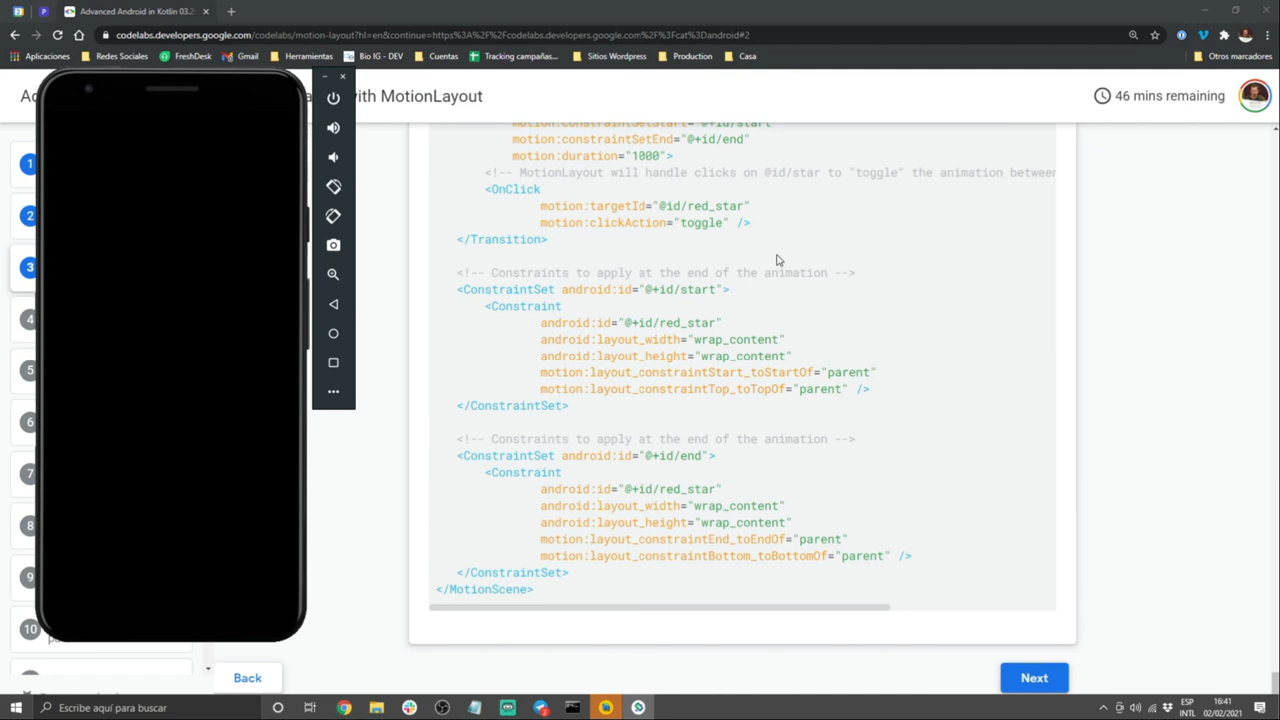 Advanced Android in Kotlin 03.2
codelabs.developers.google.com/codelabs/motion-layout?hl=en&continue=https%3A%2F%2Fcodelabs.developers.google.com%2F%3Fcat%3Dandroid#2
Aplicaciones
Redes Sociales
FreshDesk
Gmail
Herramientas
Bio IG - DEV
Cuentas
Tracking campañas...
Sitios Wordpress
Production
Casa
Otros marcadores
with MotionLayout
46 mins remaining
1
2
3
4
5
6
7
8
9
10
motion:constraintSetStart="@+id/start"
motion:constraintSetEnd="@+id/end"
motion:duration="1000">
<!-- MotionLayout will handle clicks on @id/star to "toggle" the animation between
<OnClick
motion:targetId="@id/red_star"
motion:clickAction="toggle" />
</Transition>
<!-- Constraints to apply at the end of the animation -->
<ConstraintSet android:id="@+id/start">
<Constraint
android:id="@+id/red_star"
android:layout_width="wrap_content"
android:layout_height="wrap_content"
motion:layout_constraintStart_toStartOf="parent"
motion:layout_constraintTop_toTopOf="parent" />
</ConstraintSet>
<!-- Constraints to apply at the end of the animation -->
<ConstraintSet android:id="@+id/end">
<Constraint
android:id="@+id/red_star"
android:layout_width="wrap_content"
android:layout_height="wrap_content"
motion:layout_constraintEnd_toEndOf="parent"
motion:layout_constraintBottom_toBottomOf="parent" />
</ConstraintSet>
</MotionScene>
Back
Next
Escribe aquí para buscar
ESP
INTL
16:41
02/02/2021